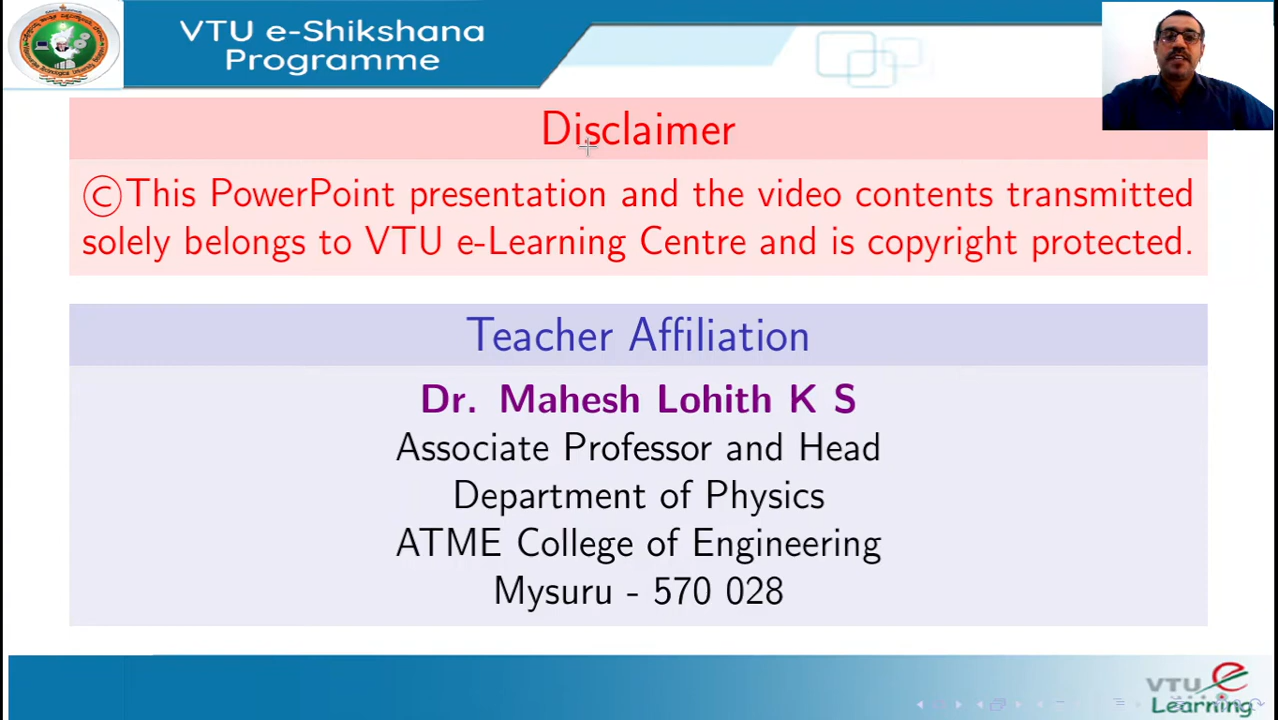 VTU e-Shikshana
Programme
Disclaimer
©This PowerPoint presentation and the video contents transmitted
solely belongs to VTU e-Learning Centre and is copyright protected.
Teacher Affiliation
Dr. Mahesh Lohith K S
Associate Professor and Head
Department of Physics
ATME College of Engineering
Mysuru - 570 028
VTU e
Learning